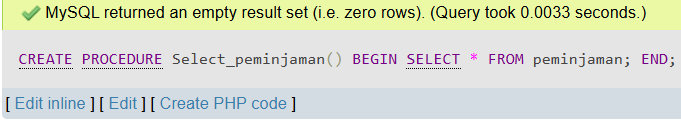 MySQL returned an empty result set (i.e. zero rows). (Query took 0.0033 seconds.)
CREATE PROCEDURE Select_peminjaman() BEGIN SELECT * FROM peminjaman; END;
[ Edit inline ] [ Edit ] [ Create PHP code ]